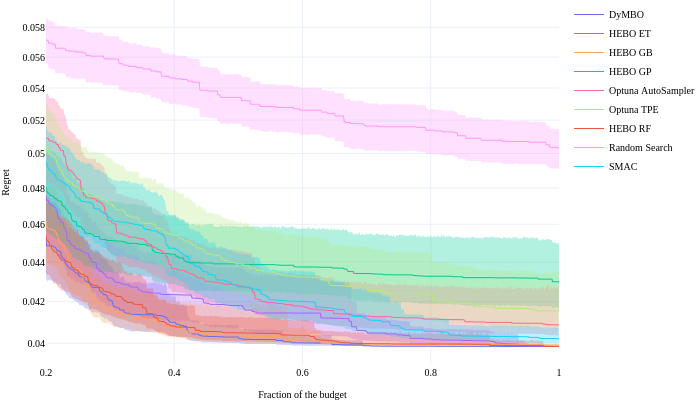 0.058
0.056
0.054
0.052
0.05
0.048
0.046
0.044
0.042
0.04
Regret
0.2
0.4
0.6
0.8
1
Fraction of the budget
DyMBO
HEBO ET
HEBO GB
HEBO GP
Optuna AutoSampler
Optuna TPE
HEBO RF
Random Search
SMAC